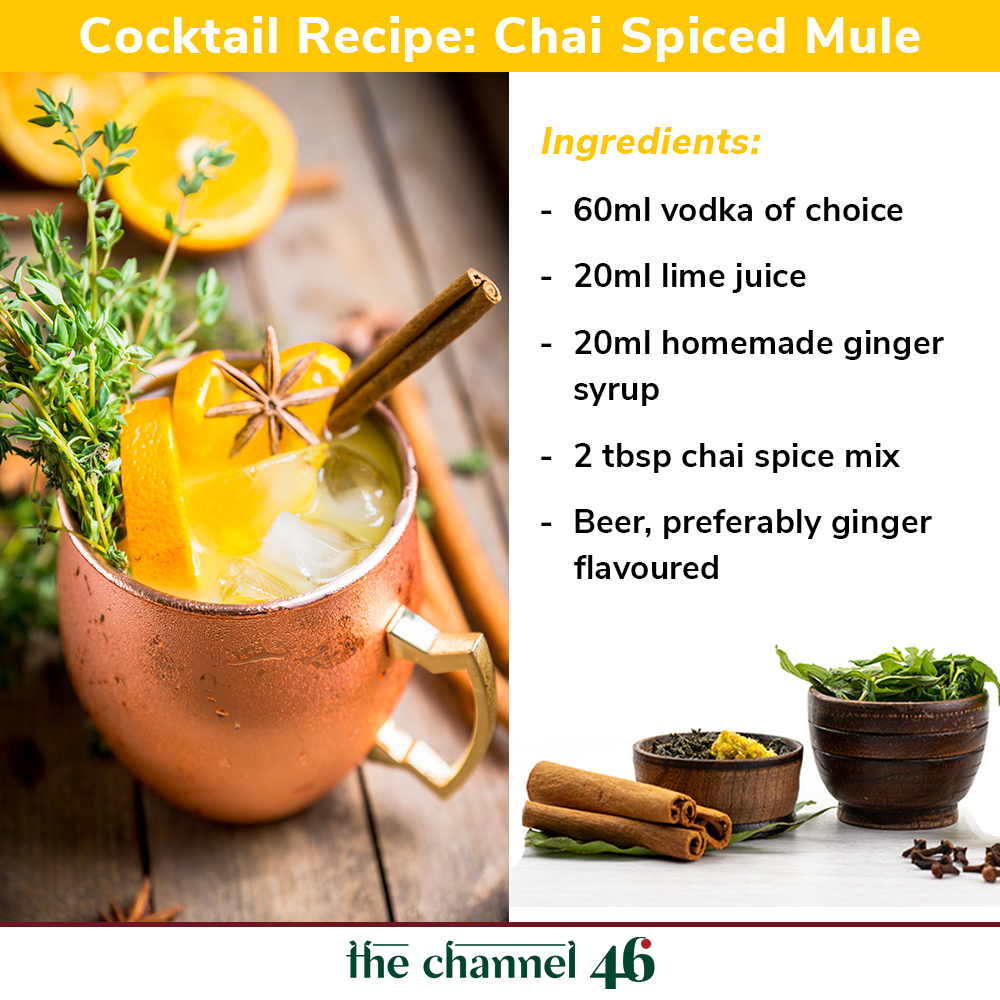 Cocktail Recipe: Chai Spiced Mule
Ingredients:
- 60ml vodka of choice
- 20ml lime juice
- 20ml homemade ginger
syrup
- 2 tbsp chai spice mix
- Beer, preferably ginger
flavoured
the channel 46